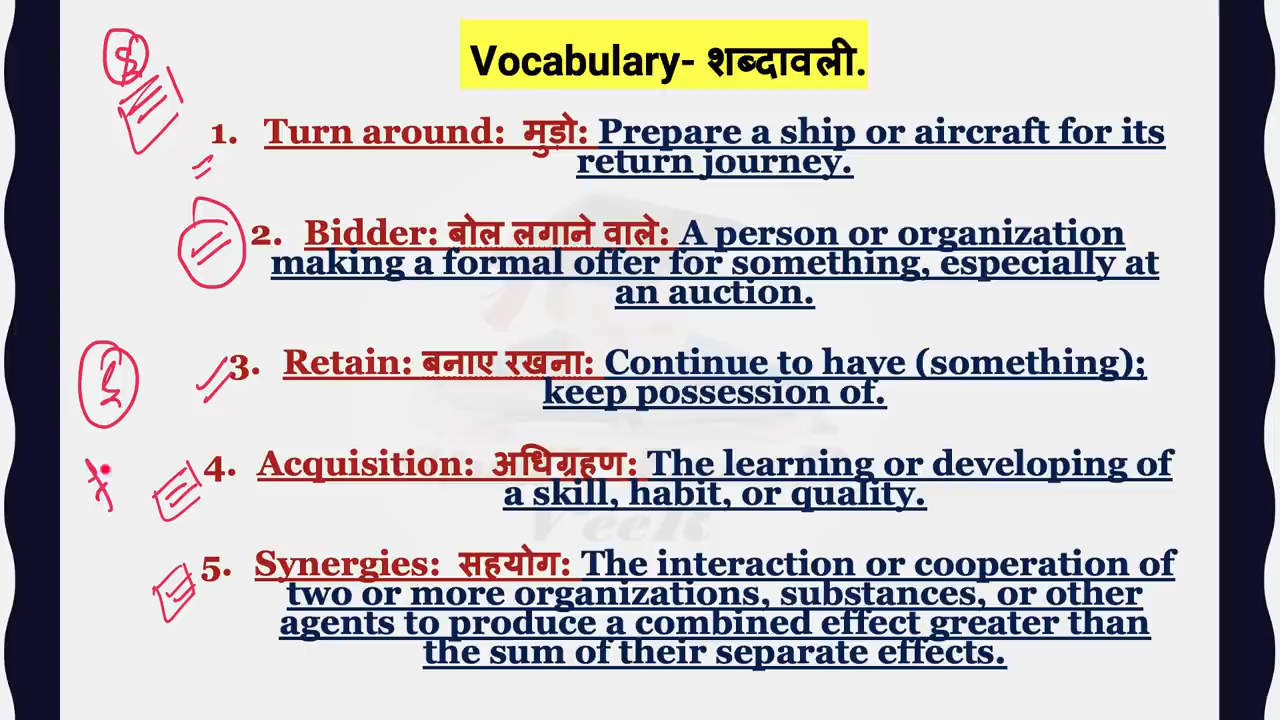 Vocabulary- शब्दावली.
1. Turn around: मुड़ो: Prepare a ship or aircraft for its
return journey.
2. Bidder: बोल लगाने वाले: A person or organization
making a formal offer for something, especially at
an auction.
3. Retain: बनाए रखना: Continue to have (something);
keep possession of.
4. Acquisition: अधिग्रहण: The learning or developing of
a skill, habit, or quality.
5. Synergies: सहयोग: The interaction or cooperation of
two or more organizations, substances, or other
agents to produce a combined effect greater than
the sum of their separate effects.